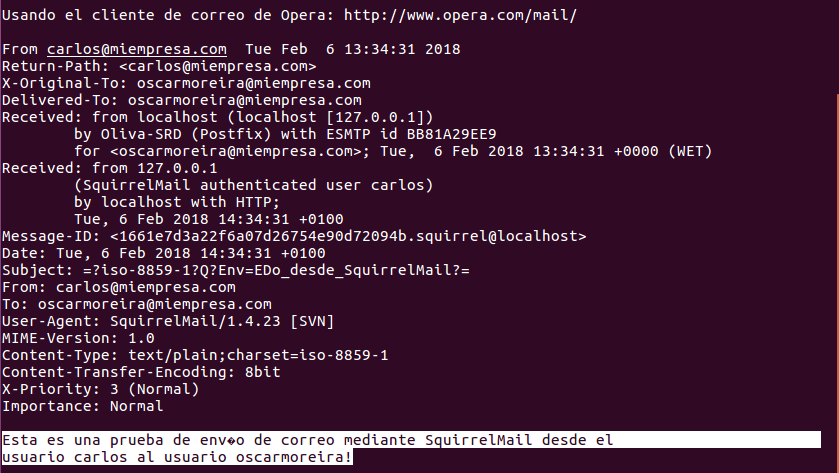 Usando el cliente de correo de Opera: http://www.opera.com/mail/
From carlos@miempresa.com  Tue Feb  6 13:34:31 2018
Return-Path: <carlos@miempresa.com>
X-Original-To: oscarmoreira@miempresa.com
Delivered-To: oscarmoreira@miempresa.com
Received: from localhost (localhost [127.0.0.1])
        by Oliva-SRD (Postfix) with ESMTP id BB81A29EE9
        for <oscarmoreira@miempresa.com>; Tue,  6 Feb 2018 13:34:31 +0000 (WET)
Received: from 127.0.0.1
        (SquirrelMail authenticated user carlos)
        by localhost with HTTP;
        Tue, 6 Feb 2018 14:34:31 +0100
Message-ID: <1661e7d3a22f6a07d26754e90d72094b.squirrel@localhost>
Date: Tue, 6 Feb 2018 14:34:31 +0100
Subject: =?iso-8859-1?Q?Env=EDo_desde_SquirrelMail?=
From: carlos@miempresa.com
To: oscarmoreira@miempresa.com
User-Agent: SquirrelMail/1.4.23 [SVN]
MIME-Version: 1.0
Content-Type: text/plain;charset=iso-8859-1
Content-Transfer-Encoding: 8bit
X-Priority: 3 (Normal)
Importance: Normal
Esta es una prueba de env�o de correo mediante SquirrelMail desde el
usuario carlos al usuario oscarmoreira!